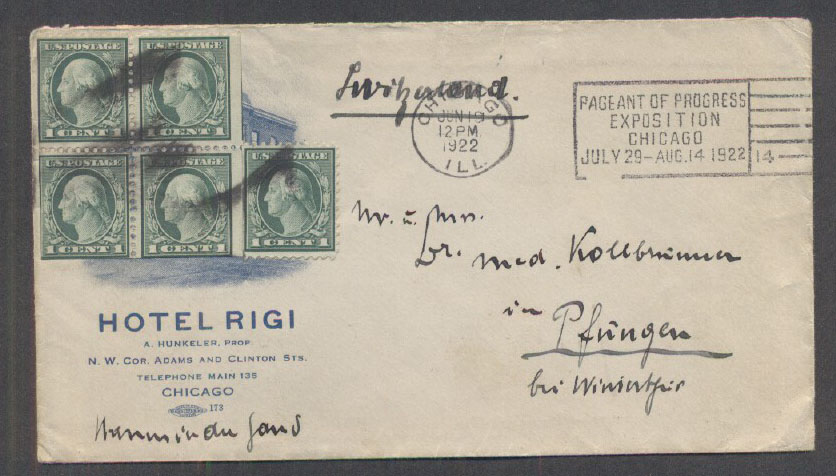 U.S. POSTAGE
1 CENT 1
U.S. POSTAGE
1 CENT 1
U.S. POSTAGE
1 CENT 1
U.S. POSTAGE
1 CENT 1
U.S. POSTAGE
1 CENT 1
Switzerland.
CHICAGO
JUN 19
12 PM
1922
ILL.
PAGEANT OF PROGRESS
EXPOSITION
CHICAGO
JULY 29-AUG.14 1922
14
Mr. u. Mrs.
Dr. med. Kollbrunner
in
Pfungen
bei Winterthur
HOTEL RIGI
A. HUNKELER, PROP.
N. W. COR. ADAMS AND CLINTON STS.
TELEPHONE MAIN 135
CHICAGO
173